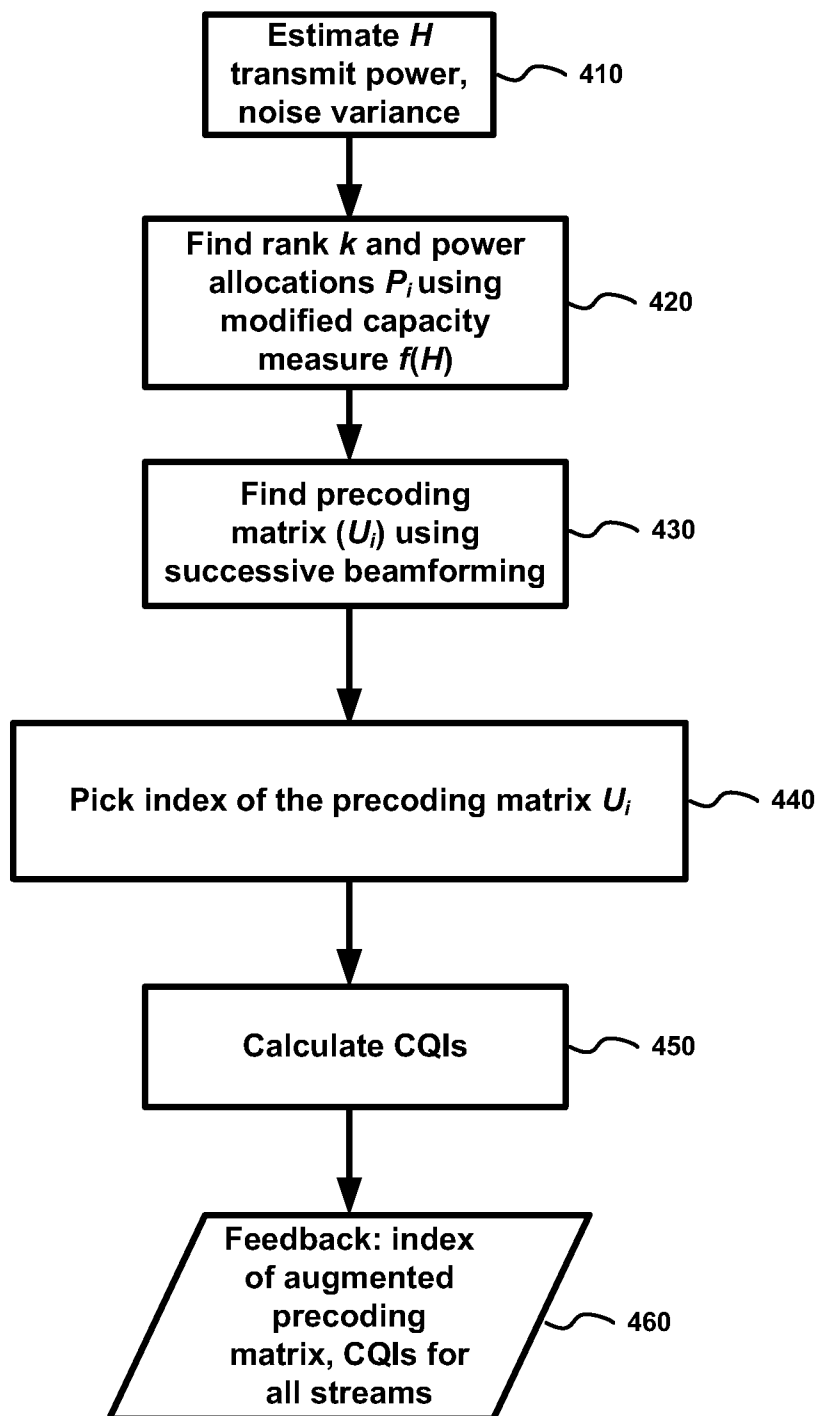 Estimate H
transmit power,
noise variance
410
Find rank k and power
allocations Pi using
modified capacity
measure f(H)
420
Find precoding
matrix (Ui) using
successive beamforming
430
Pick index of the precoding matrix Ui
440
Calculate CQIs
450
Feedback: index
of augmented
precoding
matrix, CQIs for
all streams
460